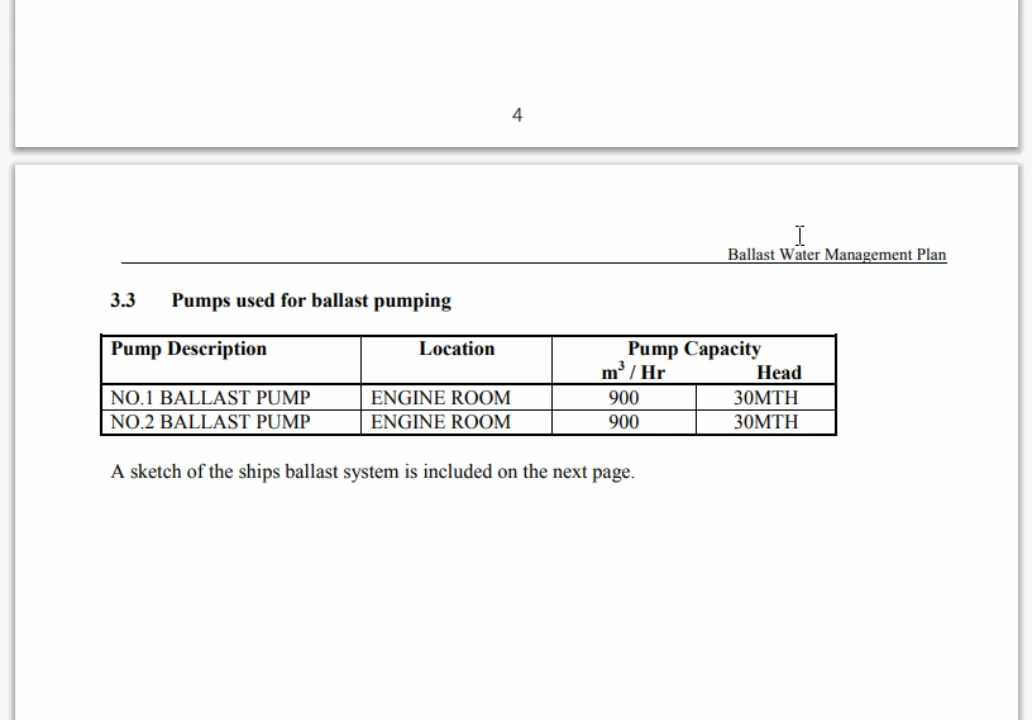 4
Ballast Water Management Plan
3.3 Pumps used for ballast pumping
Pump Description Location Pump Capacity
m³ / Hr Head
NO.1 BALLAST PUMP ENGINE ROOM 900 30MTH
NO.2 BALLAST PUMP ENGINE ROOM 900 30MTH
A sketch of the ships ballast system is included on the next page.